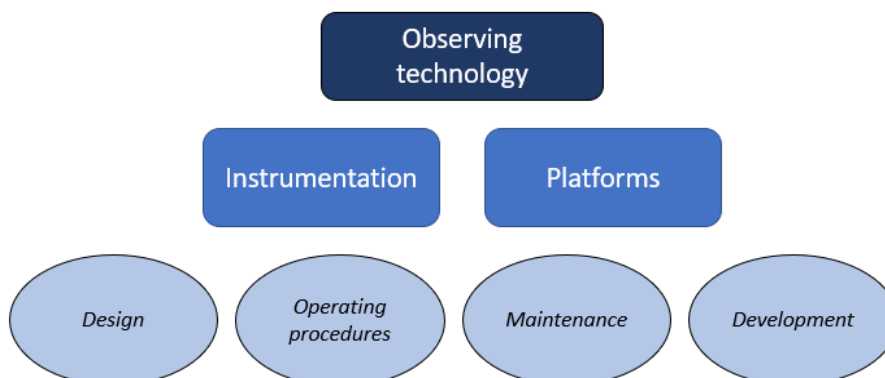 Observing
technology
Instrumentation
Platforms
Design
Operating
procedures
Maintenance
Development